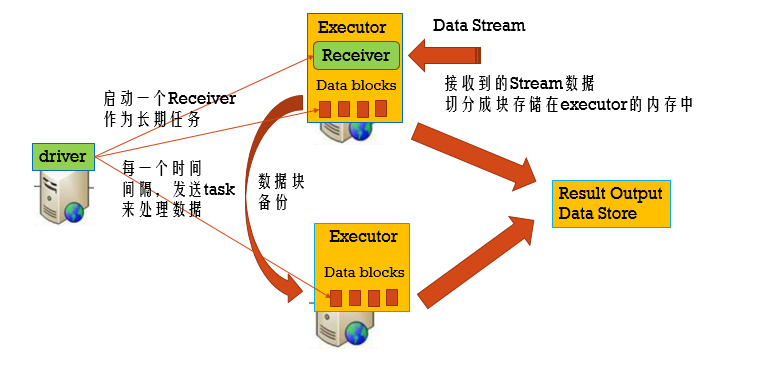 Executor
Receiver
Data blocks
Data Stream
接收到的Stream数据
切分成块存储在executor的内存中
启动一个Receiver
作为长期任务
driver
每一个时间
间隔，发送task
来处理数据
数据块
备份
Executor
Data blocks
Result Output
Data Store